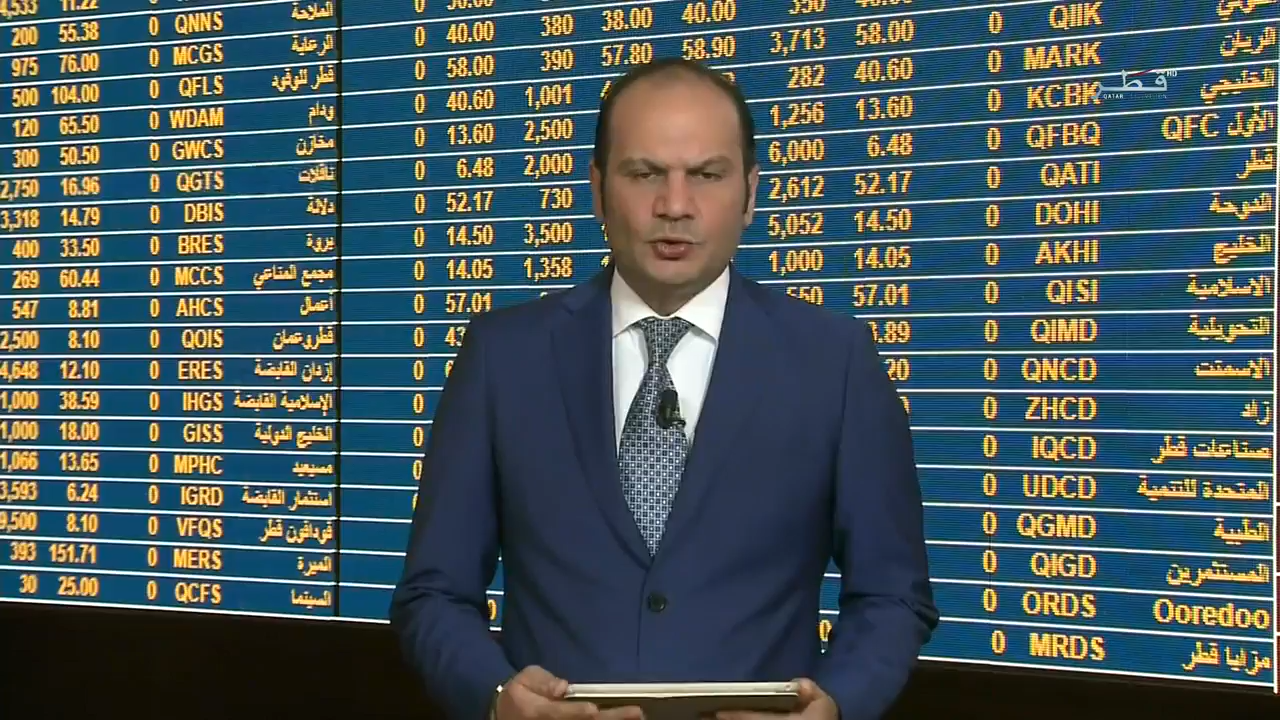 4,533 11.22 0 QNNS الملاحة
200 55.38 0 MCGS الرعاية
975 76.00 0 QFLS قطر للوقود
500 104.00 0 WDAM ودام
120 65.50 0 GWCS مخازن
300 50.50 0 QGTS ناقلات
2,750 16.96 0 DBIS دلالة
3,318 14.79 0 BRES بروة
400 33.50 0 MCCS مجمع المناعي
269 60.44 0 AHCS أعمال
547 8.81 0 QOIS قطروعمان
2,500 8.10 0 ERES إزدان القابضة
4,648 12.10 0 IHGS الإسلامية القابضة
1,000 38.59 0 GISS الخليج الدولية
1,000 18.00 0 MPHC مسيعيد
1,066 13.65 0 IGRD استثمار القابضة
3,593 6.24 0 VFQS فودافون قطر
9,500 8.10 0 MERS الميرة
393 151.71 0 QCFS السينما
30 25.00
0 40.00 380 38.00 40.00 350 58.00 0 QIIK
0 58.00 390 57.80 58.90 3,713 40.60 0 MARK الريان
0 40.60 1,001 282 13.60 0 KCBK الخليجي
0 13.60 2,500 1,256 6.48 0 QFBQ الأول QFC
0 6.48 2,000 6,000 52.17 0 QATI قطر
0 52.17 730 2,612 14.50 0 DOHI الدوحة
0 14.50 3,500 5,052 14.05 0 AKHI الخليج
0 14.05 1,358 1,000 57.01 0 QISI الاسلامية
0 57.01 0 QIMD التحويلية
0 QNCD الاسمنت
0 ZHCD زاد
0 IQCD صناعات قطر
0 UDCD المتحدة للتنمية
0 QGMD الطبية
0 QIGD المستثمرين
0 ORDS Ooredoo
0 MRDS مزايا قطر
قطر HD
QATAR